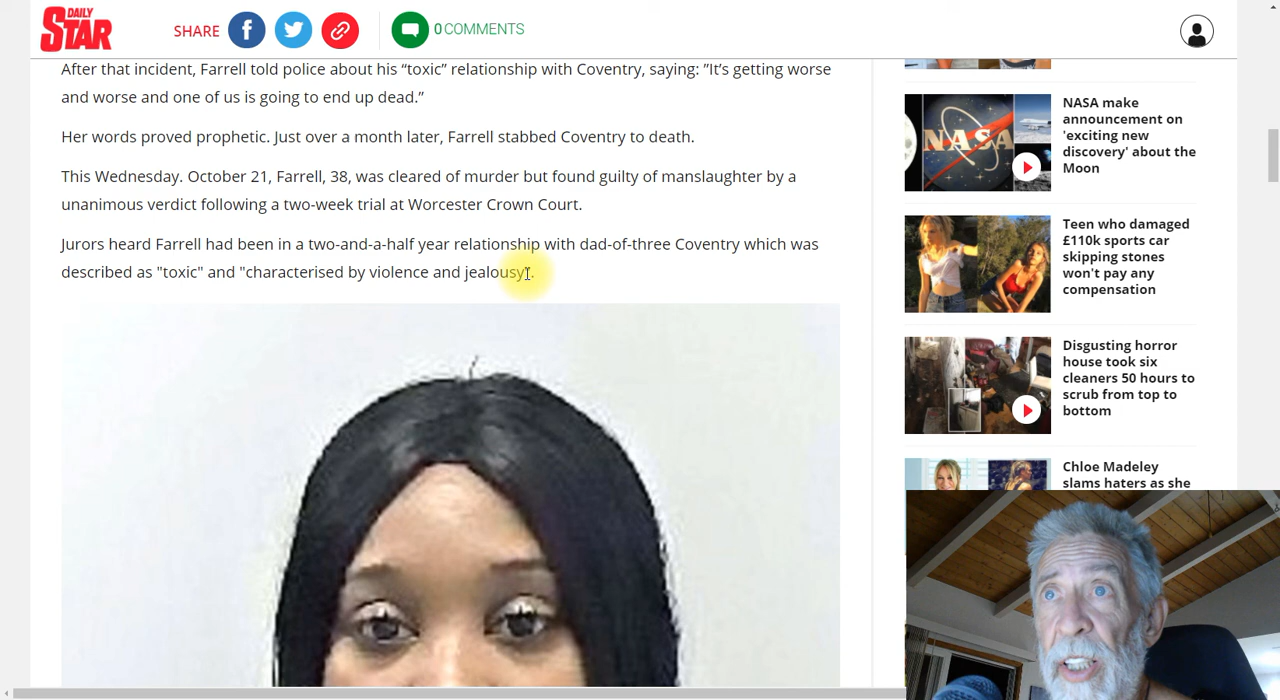 DAILY
STAR
SHARE
0 COMMENTS
After that incident, Farrell told police about his “toxic” relationship with Coventry, saying: ”It’s getting worse
and worse and one of us is going to end up dead.”
Her words proved prophetic. Just over a month later, Farrell stabbed Coventry to death.
This Wednesday. October 21, Farrell, 38, was cleared of murder but found guilty of manslaughter by a
unanimous verdict following a two-week trial at Worcester Crown Court.
Jurors heard Farrell had been in a two-and-a-half year relationship with dad-of-three Coventry which was
described as "toxic" and "characterised by violence and jealousy".
NASA
NASA make
announcement on
'exciting new
discovery' about the
Moon
Teen who damaged
£110k sports car
skipping stones
won't pay any
compensation
Disgusting horror
house took six
cleaners 50 hours to
scrub from top to
bottom
Chloe Madeley
slams haters as she